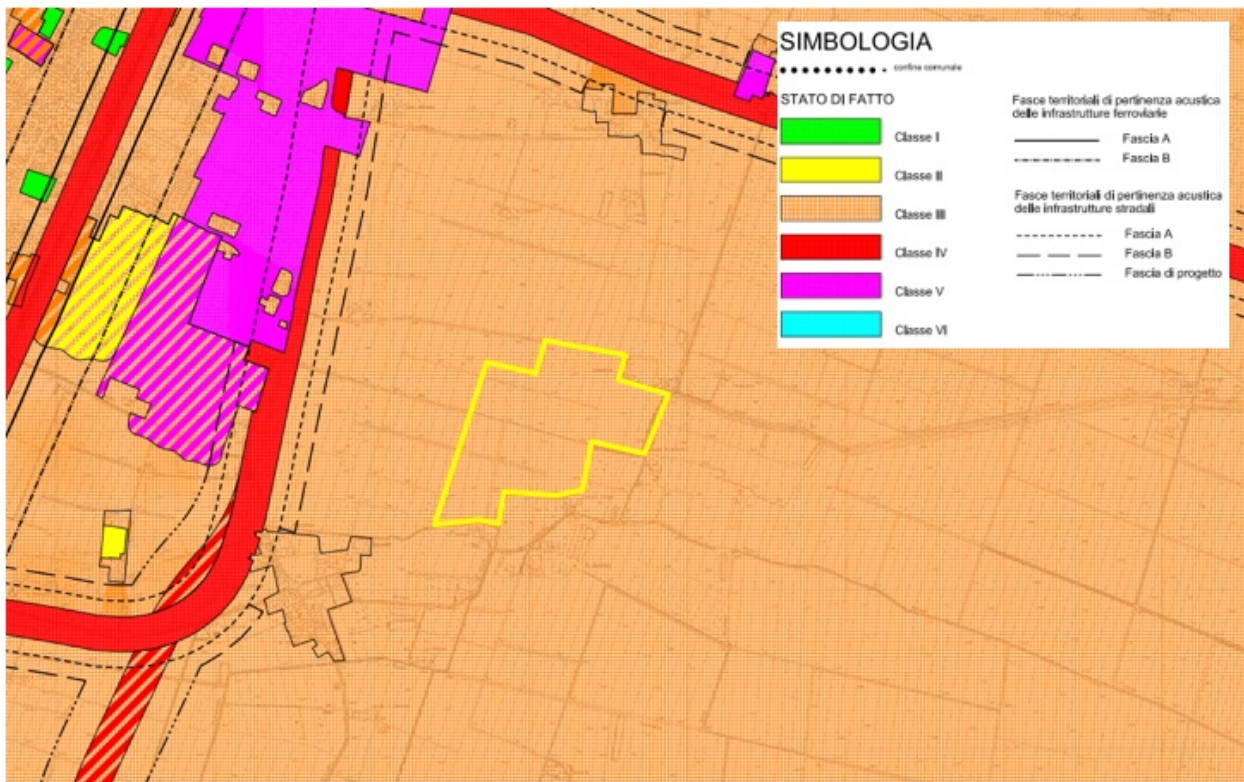 SIMBOLOGIA
confine comunale
STATO DI FATTO
Classe I
Classe II
Classe III
Classe IV
Classe V
Classe VI
Fasce territoriali di pertinenza acustica
delle infrastrutture ferroviarie
Fascia A
Fascia B
Fasce territoriali di pertinenza acustica
delle infrastrutture stradali
Fascia A
Fascia B
Fascia di progetto